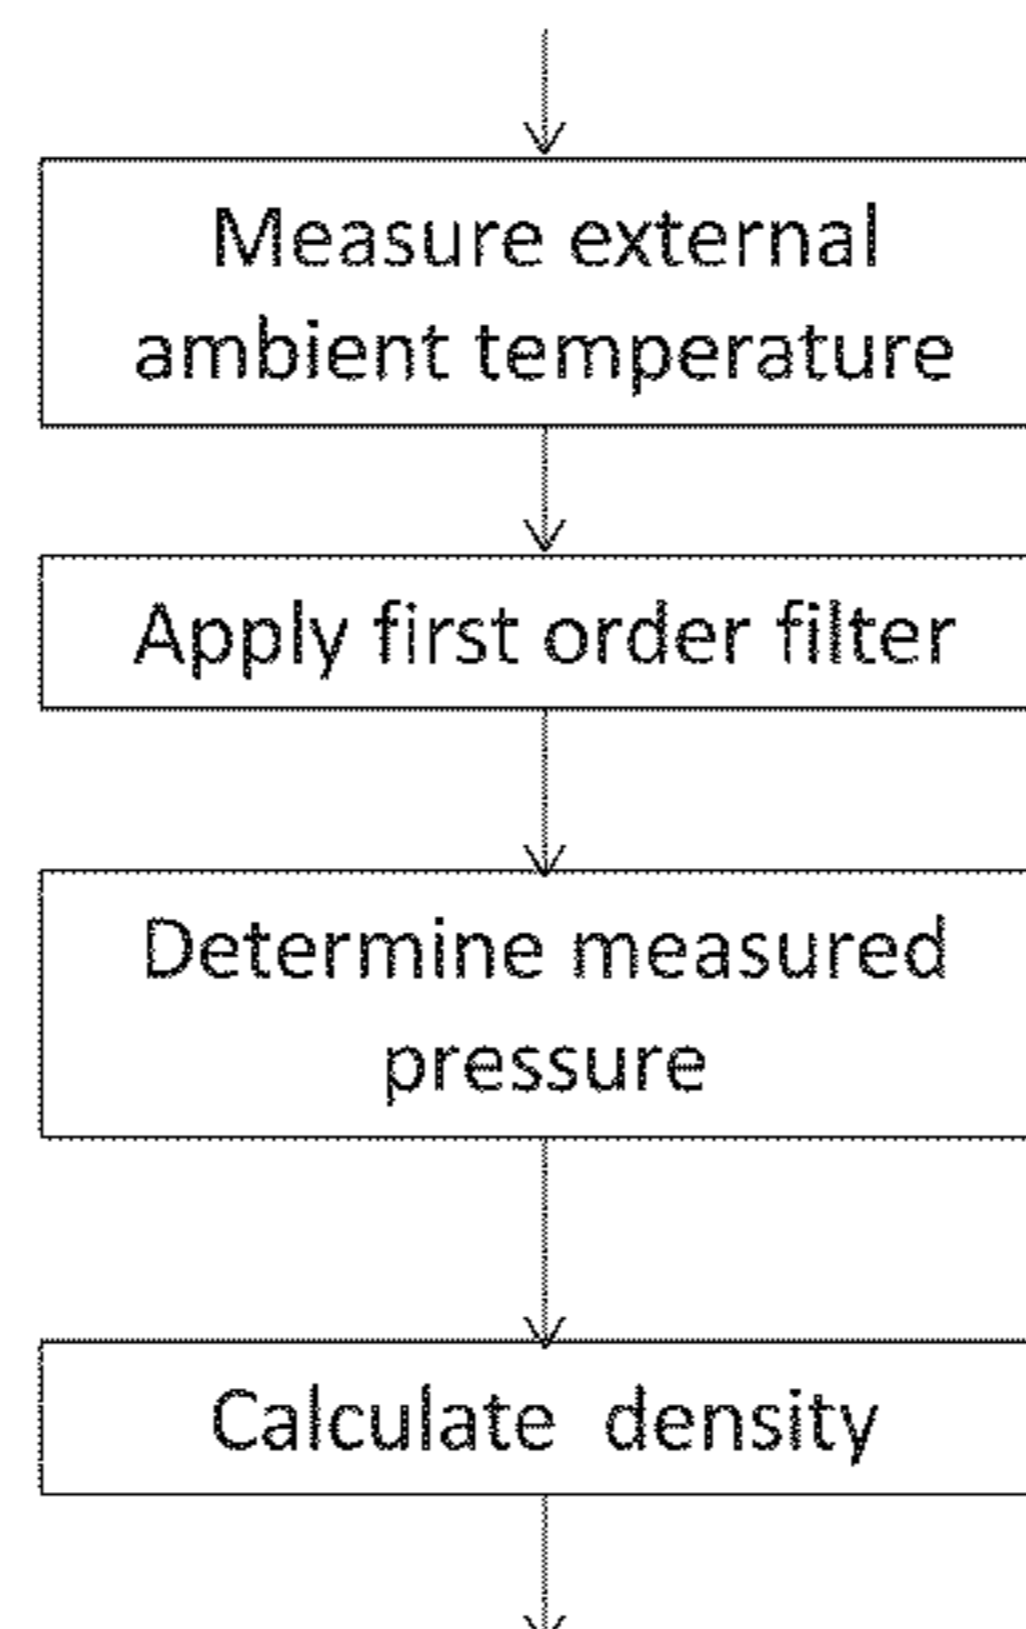 Measure external
ambient temperature
Apply first order filter
Determine measured
pressure
Calculate density